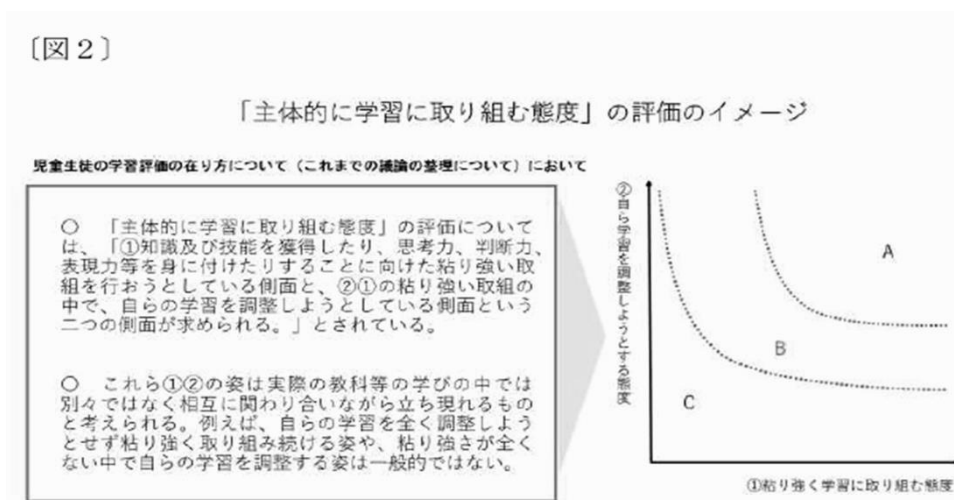 〔図２〕
「主体的に学習に取り組む態度」の評価のイメージ
児童生徒の学習評価の在り方について（これまでの議論の整理について）において
○　「主体的に学習に取り組む態度」の評価について
は、「①知識及び技能を獲得したり、思考力、判断力、
表現力等を身に付けたりすることに向けた粘り強い取
組を行おうとしている側面と、②①の粘り強い取組の
中で、自らの学習を調整しようとしている側面という
二つの側面が求められる。」とされている。
○　これら①②の姿は実際の教科等の学びの中では
別々ではなく相互に関わり合いながら立ち現れるもの
と考えられる。例えば、自らの学習を全く調整しよう
とせず粘り強く取り組み続ける姿や、粘り強さが全く
ない中で自らの学習を調整する姿は一般的ではない。
②自ら学習を調整しようとする態度
A
B
C
①粘り強く学習に取り組む態度